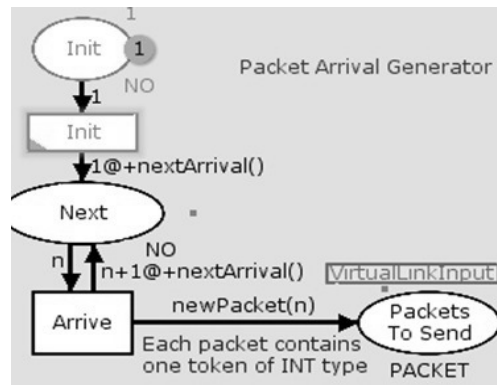 1
Init
1
NO
Packet Arrival Generator
1
Init
1@+nextArrival()
Next
n
NO
n+1@+nextArrival()
VirtualLinkInput
Arrive
newPacket(n)
Packets
To Send
Each packet contains
one token of INT type
PACKET